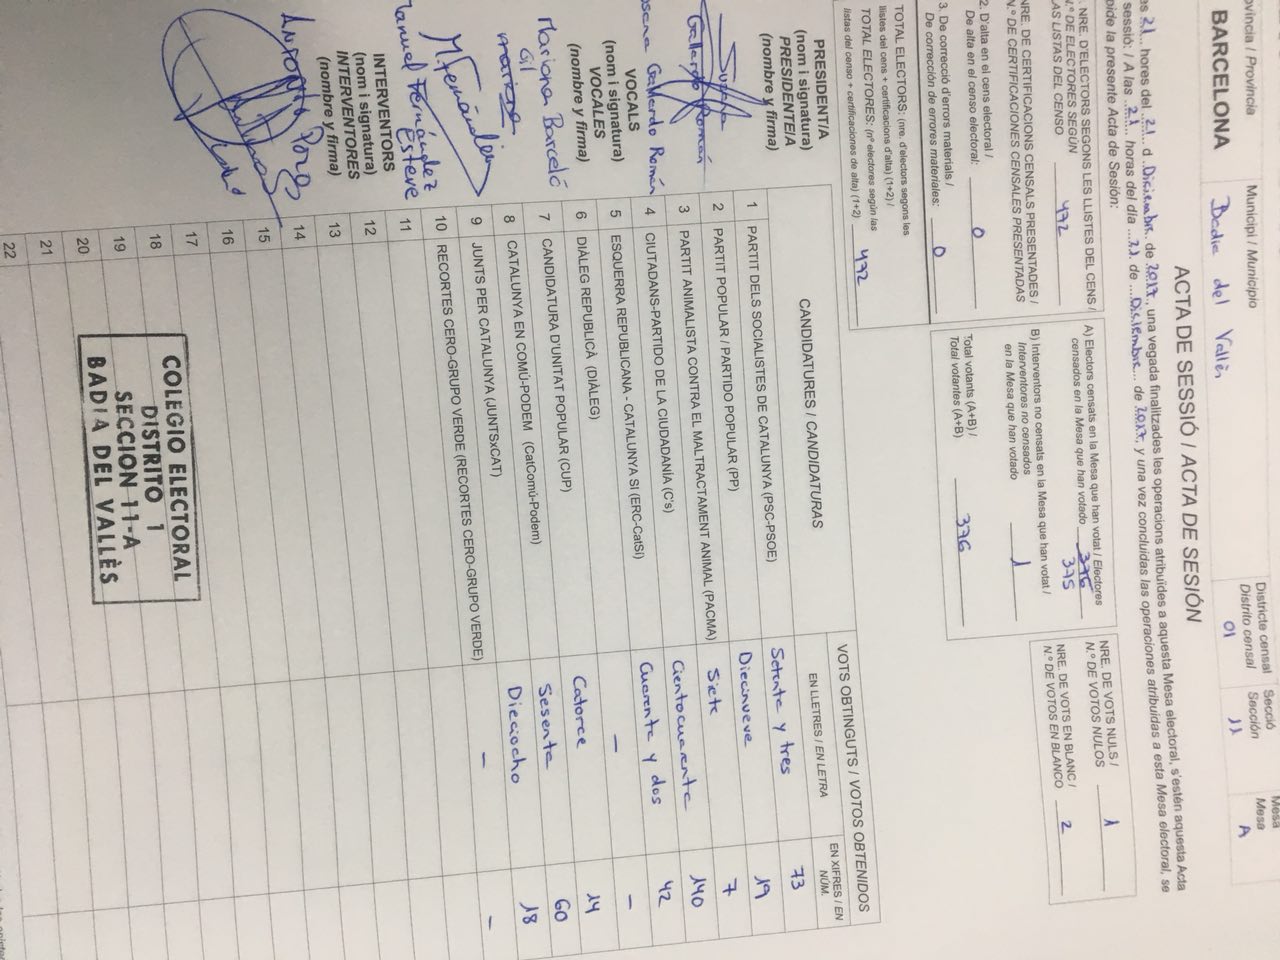 Província / Provincia
BARCELONA
Municipi / Municipio
Badia del Vallès
Districte censal
Distrito censal
01
Secció
Sección
11
Mesa
Mesa
A
ACTA DE SESSIÓ / ACTA DE SESIÓN
es 21 hores del 21 d Diciembre de 2017, una vegada finalitzades les operacions atribuïdes a aquesta Mesa electoral, s'estén aquesta Acta
sessió: / A las 21 horas del día 21 de Diciembre de 2017, y una vez concluidas las operaciones atribuidas a esta Mesa electoral, se
pide la presente Acta de Sesión:
. NRE. D'ELECTORS SEGONS LES LLISTES DEL CENS /
N.º DE ELECTORES SEGÚN
LAS LISTAS DEL CENSO 432
NRE. DE CERTIFICACIONS CENSALS PRESENTADES /
N.º DE CERTIFICACIONES CENSALES PRESENTADAS
2. D'alta en el cens electoral /
De alta en el censo electoral: 0
3. De correcció d'errors materials /
De corrección de errores materiales: 0
TOTAL ELECTORS: (nre. d'electors segons les
llistes del cens + certificacions d'alta) (1+2) /
TOTAL ELECTORES: (nº electores según las
listas del censo + certificaciones de alta) (1+2) 432
A) Electors censats en la Mesa que han votat / Electores
censados en la Mesa que han votado 376
375
B) Interventors no censats en la Mesa que han votat /
Interventores no censados
en la Mesa que han votado 1
Total votants (A+B) /
Total votantes (A+B) 376
NRE. DE VOTS NULS /
N.º DE VOTOS NULOS 1
NRE. DE VOTS EN BLANC /
N.º DE VOTOS EN BLANCO 2
CANDIDATURES / CANDIDATURAS
VOTS OBTINGUTS / VOTOS OBTENIDOS
EN LLETRES / EN LETRA
EN XIFRES / EN NÚM.
1 PARTIT DELS SOCIALISTES DE CATALUNYA (PSC-PSOE) Setenta y tres 73
2 PARTIT POPULAR / PARTIDO POPULAR (PP) Diecinueve 19
3 PARTIT ANIMALISTA CONTRA EL MALTRACTAMENT ANIMAL (PACMA) Siete 7
4 CIUTADANS-PARTIDO DE LA CIUDADANÍA (C's) Cientocuarenta 140
5 ESQUERRA REPUBLICANA - CATALUNYA SÍ (ERC-CatSí) Cuarenta y dos 42
6 DIÀLEG REPUBLICÀ (DIÀLEG) - -
7 CANDIDATURA D'UNITAT POPULAR (CUP) Catorce 14
8 CATALUNYA EN COMÚ-PODEM (CatComú-Podem) Sesenta 60
9 JUNTS PER CATALUNYA (JUNTSxCAT) Dieciocho 18
10 RECORTES CERO-GRUPO VERDE (RECORTES CERO-GRUPO VERDE) - -
11
12
13
14
15
16
17
18
19
20
21
22
PRESIDENT/A
(nom i signatura)
PRESIDENTE/A
(nombre y firma)
Susana
Gallardo Román
VOCALS
(nom i signatura)
VOCALES
(nombre y firma)
Gallardo Román
Mariona Barceló
Gil
M. Fernández
INTERVENTORS
(nom i signatura)
INTERVENTORES
(nombre y firma)
Manuel Fernández
Esteve
Antonio
COLEGIO ELECTORAL
DISTRITO 1
SECCION 11-A
BADIA DEL VALLÈS